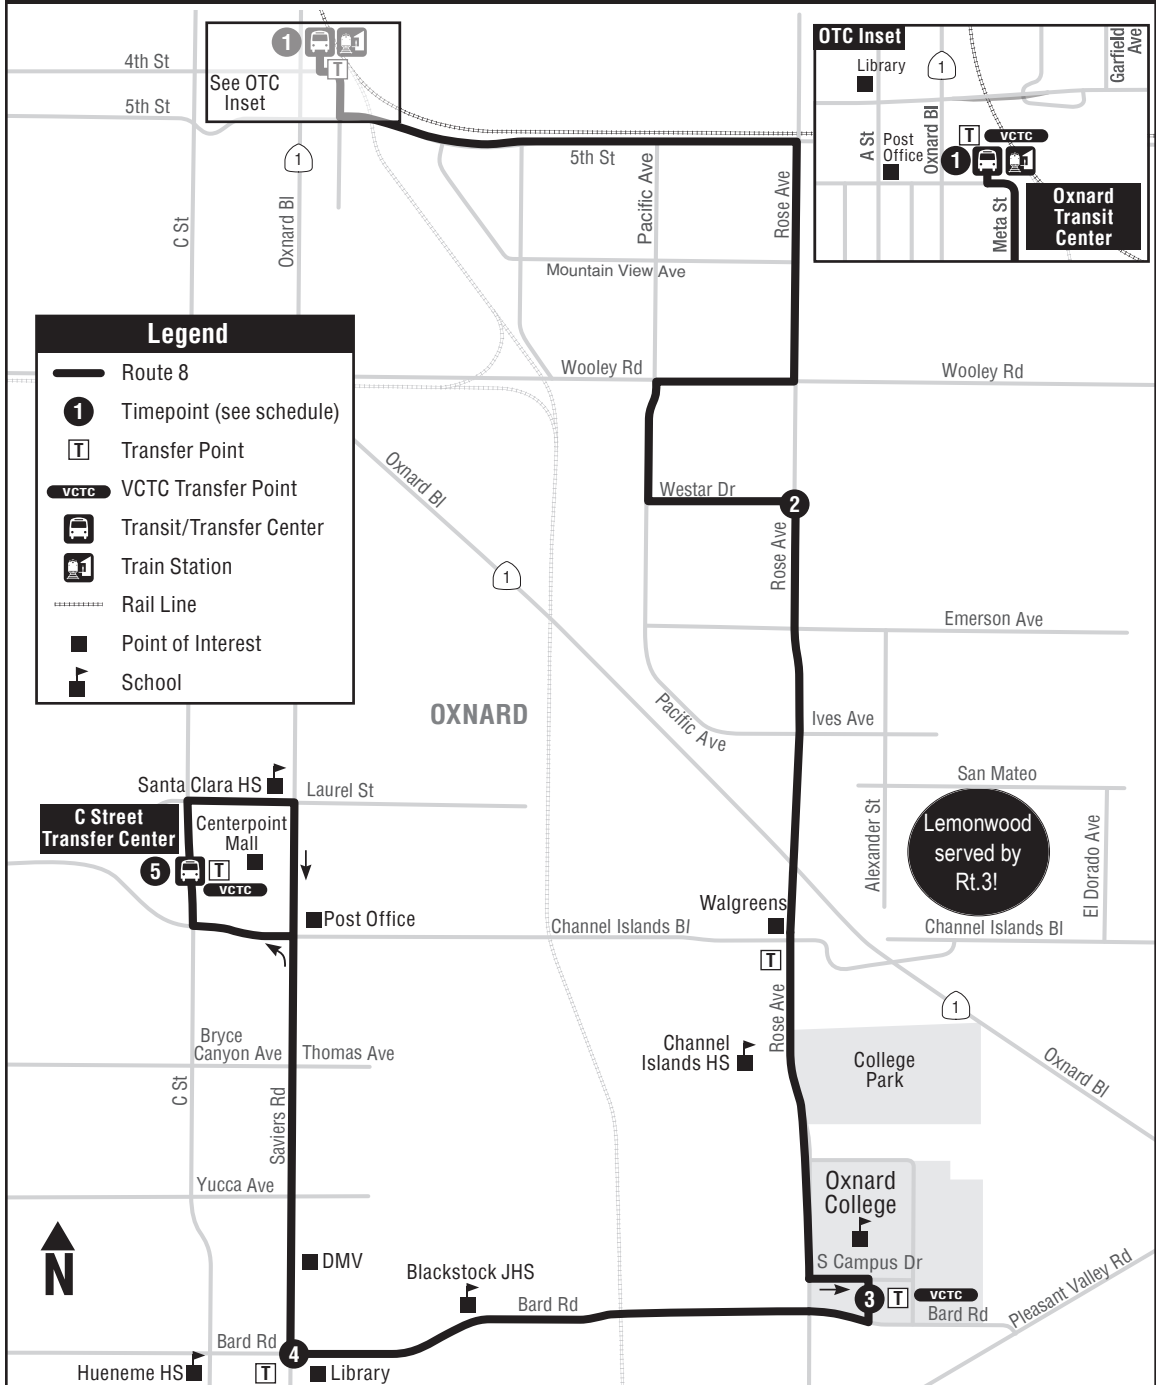 1
T
4th St
See OTC
Inset
5th St
1
C St
Oxnard Bl
5th St
Pacific Ave
Rose Ave
Mountain View Ave
OTC Inset
Library
1
Garfield
Ave
A St
Post
Office
Oxnard Bl
T
VCTC
1
Meta St
Oxnard
Transit
Center
Legend
Route 8
1
Timepoint (see schedule)
T
Transfer Point
VCTC
VCTC Transfer Point
Transit/Transfer Center
Train Station
Rail Line
Point of Interest
School
Wooley Rd
Wooley Rd
Oxnard Bl
Westar Dr
2
Rose Ave
1
Emerson Ave
OXNARD
Pacific Ave
Ives Ave
San Mateo
Santa Clara HS
Laurel St
C Street
Transfer Center
Centerpoint
Mall
5
T
VCTC
Lemonwood
served by
Rt.3!
Alexander St
El Dorado Ave
Walgreens
Post Office
Channel Islands Bl
Channel Islands Bl
T
Rose Ave
1
Bryce
Canyon Ave
Thomas Ave
Channel
Islands HS
College
Park
Oxnard Bl
C St
Saviers Rd
Yucca Ave
Oxnard
College
N
DMV
S Campus Dr
Blackstock JHS
Bard Rd
3
T
VCTC
Bard Rd
Pleasant Valley Rd
Bard Rd
4
Hueneme HS
T
Library